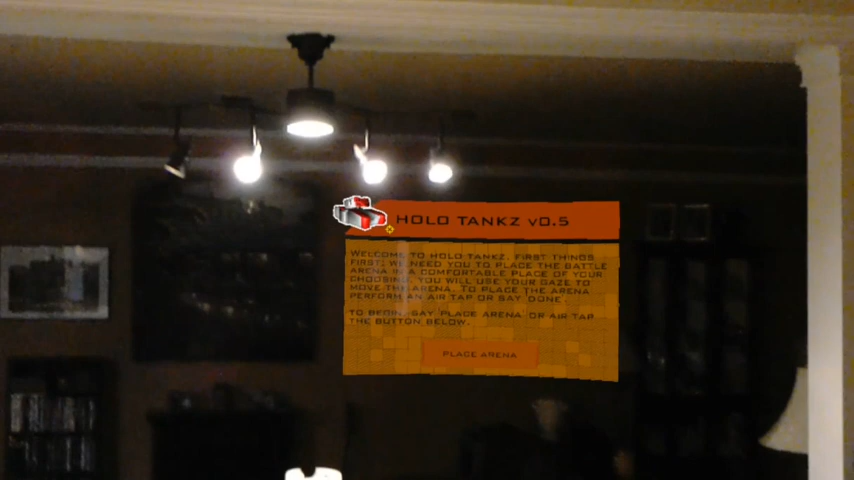 HOLO TANKZ v0.5
WELCOME TO HOLO TANKZ. FIRST THINGS
FIRST, WE NEED YOU TO PLACE THE BATTLE
ARENA IN A COMFORTABLE PLACE OF YOUR
CHOOSING. YOU WILL USE YOUR GAZE TO
MOVE THE ARENA. TO PLACE THE ARENA
PERFORM AN AIR TAP OR SAY 'DONE'.
TO BEGIN, SAY 'PLACE ARENA' OR AIR TAP
THE BUTTON BELOW.
PLACE ARENA